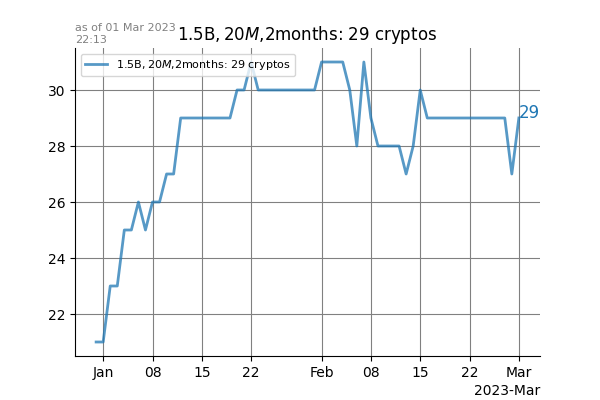 as of 01 Mar 2023
22:13
1.5B, 20M,2months: 29 cryptos
1.5B, 20M,2months: 29 cryptos
30
28
26
24
22
29
Jan 08 15 22 Feb 08 15 22 Mar
2023-Mar